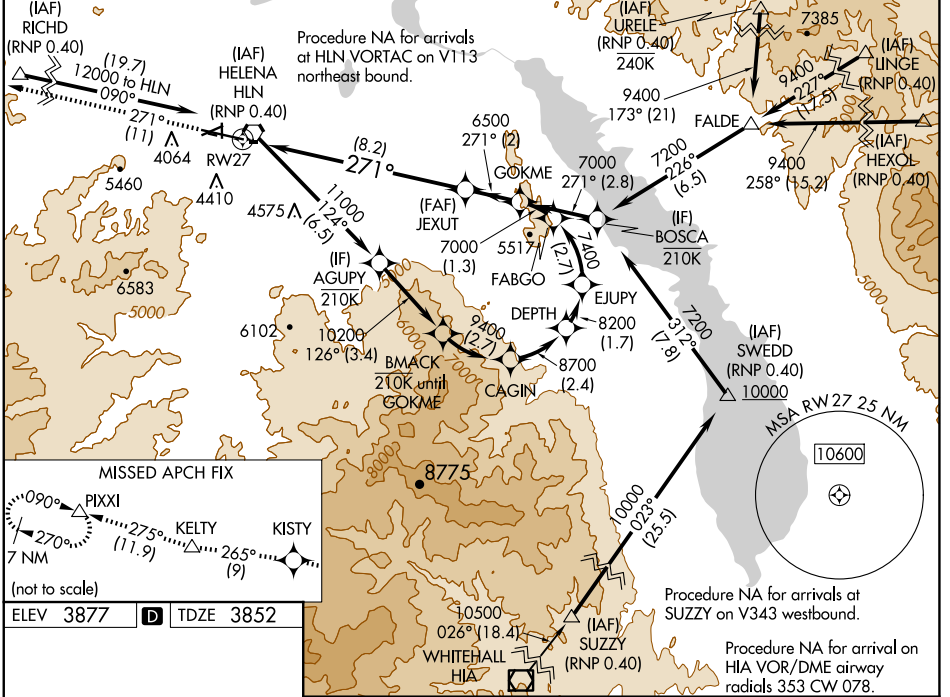 (IAF)
RICHD
(RNP 0.40)
(19.7)
12000 to HLN
090°
271°
(11)
4064
RW27
5460
4410
(IAF)
HELENA
HLN
(RNP 0.40)
Procedure NA for arrivals
at HLN VORTAC on V113
northeast bound.
(IAF)
URELE
(RNP 0.40)
240K
7385
(IAF)
LINGE
(RNP 0.40)
9400
227°
(17.5)
9400
173° (21)
FALDE
9400
258° (15.2)
(IAF)
HEXOL
(RNP 0.40)
7200
226°
(6.5)
(8.2)
271°
6500
271° (2)
GOKME
7000
271° (2.8)
(FAF)
JEXUT
7000
(1.3)
5517
FABGO
(IF)
BOSCA
210K
7400
(2.7)
EJUPY
DEPTH
8200
(1.7)
4575
11000
124°
(6.5)
(IF)
AGUPY
210K
5000
6583
5000
6102
10200
126° (3.4)
6000
7000
9400
(2.7)
BMACK
210K until
GOKME
CAGIN
8700
(2.4)
7200
312°
(7.8)
(IAF)
SWEDD
(RNP 0.40)
10000
5000
MSA RW27 25 NM
10600
8000
8775
MISSED APCH FIX
090°
PIXXI
270°
7 NM
275°
(11.9)
KELTY
265°
(9)
KISTY
(not to scale)
ELEV 3877 D TDZE 3852
10000
023°
(25.5)
10500
026° (18.4)
(IAF)
SUZZY
(RNP 0.40)
WHITEHALL
HIA
Procedure NA for arrivals at
SUZZY on V343 westbound.
Procedure NA for arrival on
HIA VOR/DME airway
radials 353 CW 078.